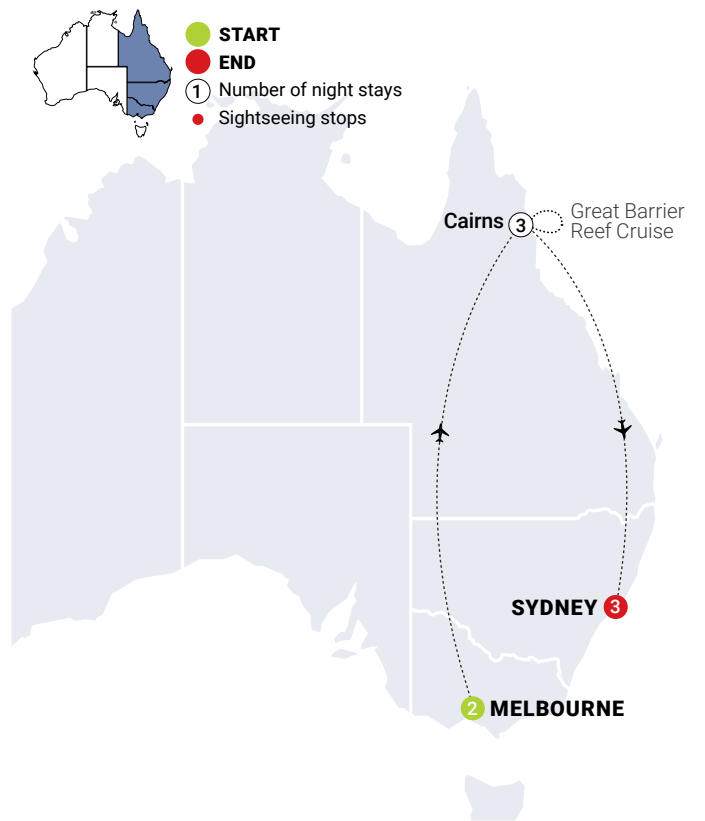 START
END
1 Number of night stays
Sightseeing stops
Cairns 3
Great Barrier
Reef Cruise
SYDNEY 3
2 MELBOURNE